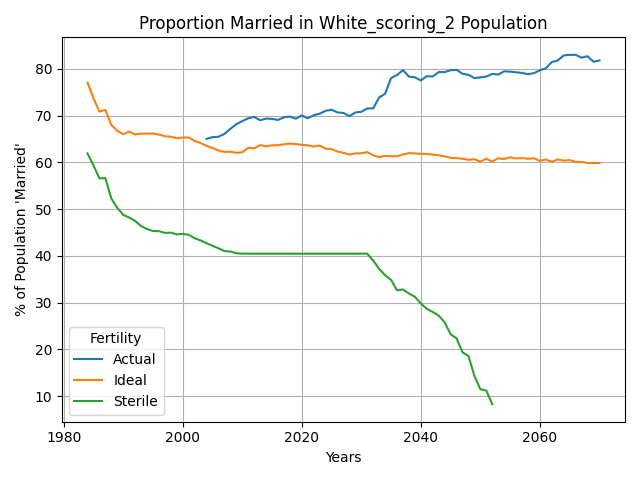 Proportion Married in White_scoring_2 Population
% of Population 'Married'
80
70
60
50
40
30
20
10
Fertility
Actual
Ideal
Sterile
1980 2000 2020 2040 2060
Years